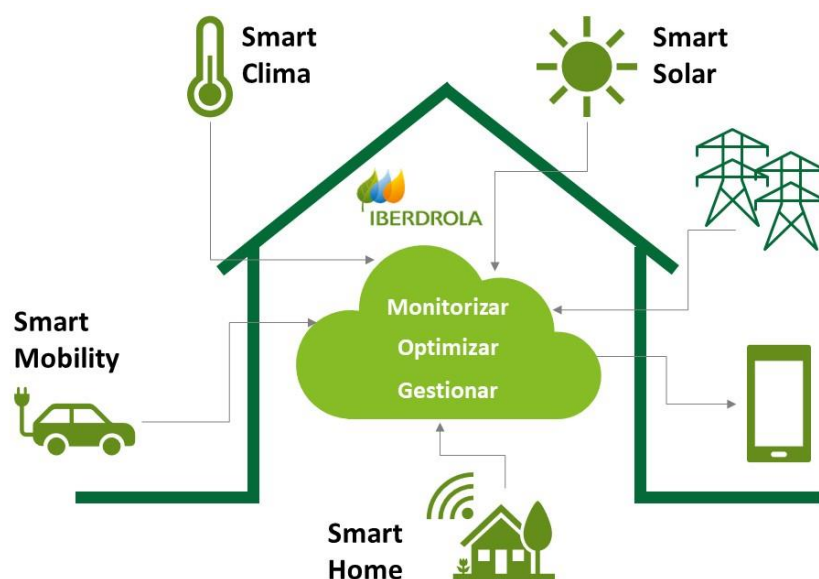 Smart
Clima
Smart
Solar
IBERDROLA
Monitorizar
Optimizar
Gestionar
Smart
Mobility
Smart
Home